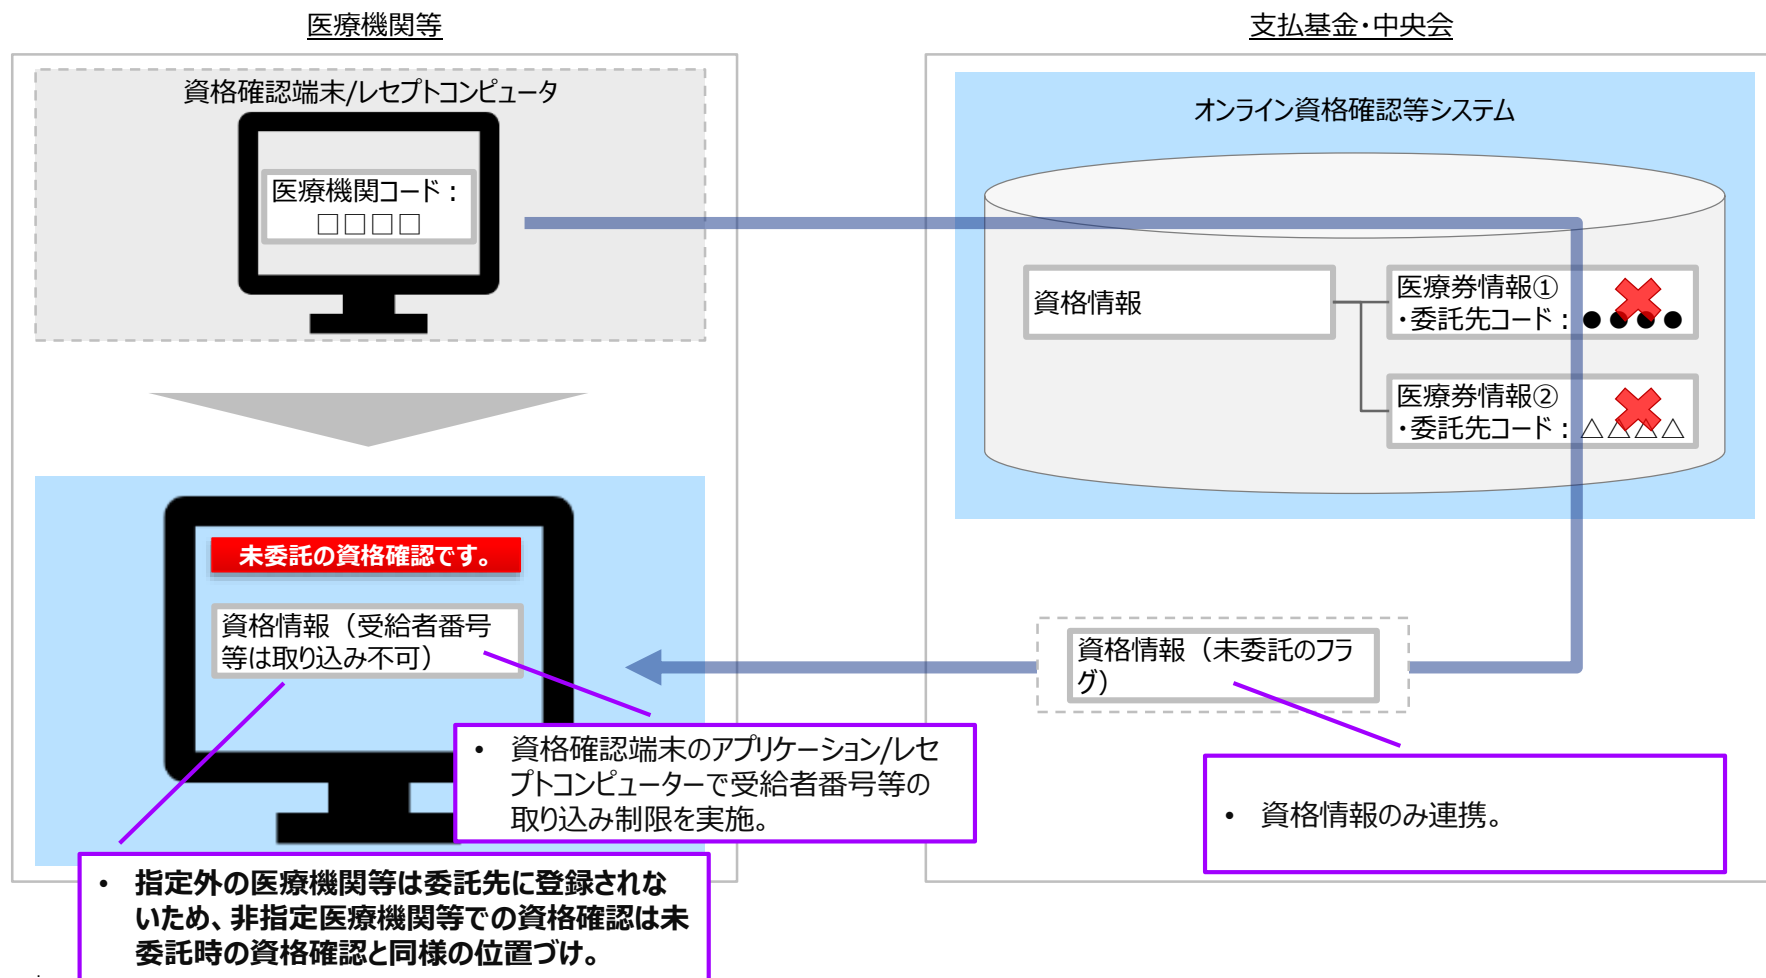 医療機関等
支払基金・中央会
資格確認端末/レセプトコンピュータ
医療機関コード：
□□□□
オンライン資格確認等システム
資格情報
医療券情報①
・委託先コード：●●●●
医療券情報②
・委託先コード：△△△△
未委託の資格確認です。
資格情報（受給者番号
等は取り込み不可）
資格情報（未委託のフラ
グ）
• 資格確認端末のアプリケーション/レセ
プトコンピューターで受給者番号等の
取り込み制限を実施。
• 資格情報のみ連携。
• 指定外の医療機関等は委託先に登録されな
いため、非指定医療機関等での資格確認は未
委託時の資格確認と同様の位置づけ。